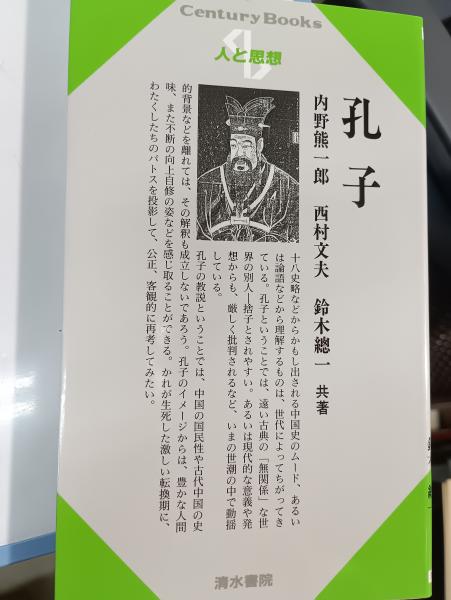 Century Books
人と思想
孔子
内野熊一郎 西村文夫 鈴木總一 共著
十八史略などからかもし出される中国史のムード、あるい
は論語などから理解するものは、世代によってちがってき
ている。孔子ということでは、遠い古典の「無関係」な世
界の別人―捨子とされやすい。あるいは現代的な意義や発
想からも、厳しく批判されるなど、いまの世潮の中で動揺
している。
孔子の教説ということでは、中国の国民性や古代中国の史
的背景などを離れては、その解釈も成立しないであろう。孔子のイメージからは、豊かな人間
味、また不断の向上自修の姿などを感じ取ることができる。かれが生死した激しい転換期に、
わたくしたちのパトスを投影して、公正、客観的に再考してみたい。
清水書院